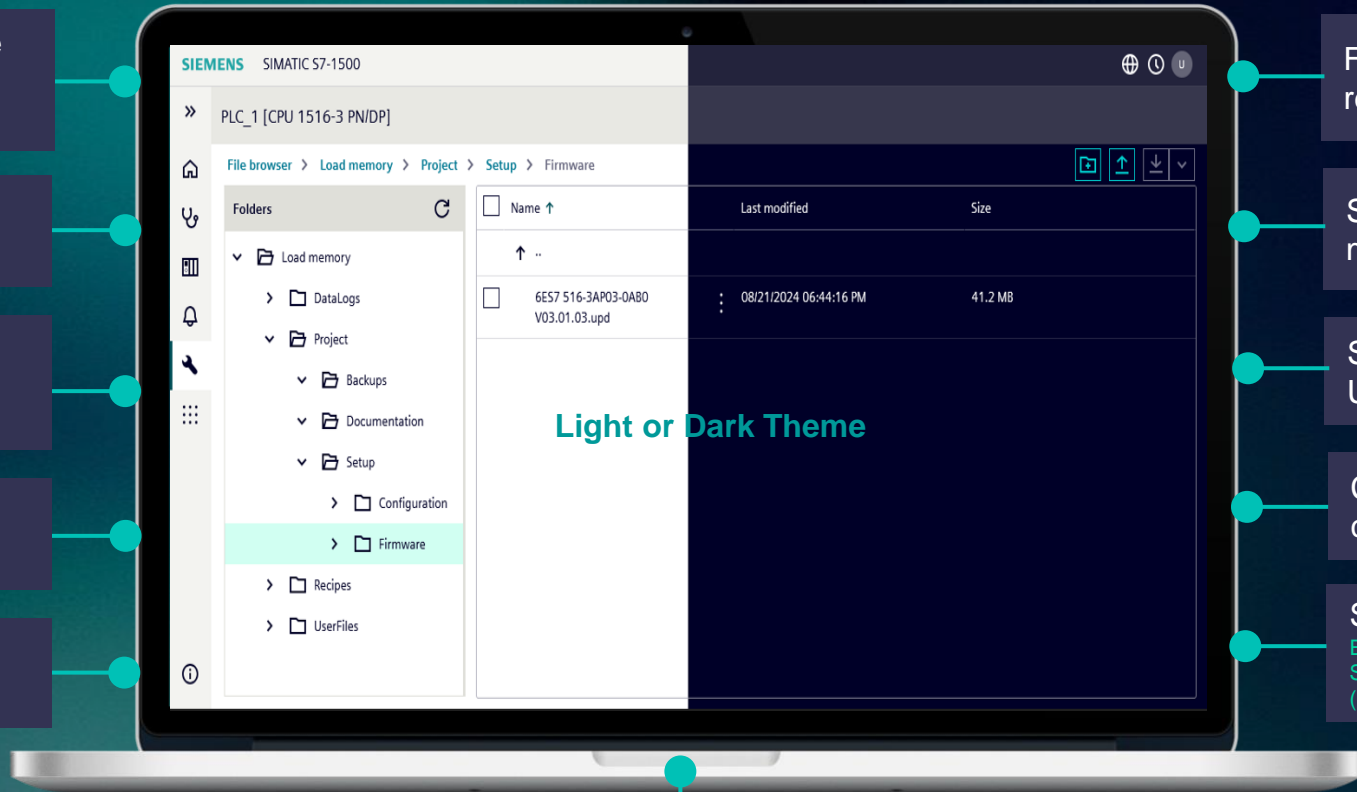 SIEMENS SIMATIC S7-1500
U
PLC_1 [CPU 1516-3 PN/DP]
File brower > Load memory > Project > Setup > Firmware
Folders
Name ↑ Last modified Size
↑ ..
6ES7 516-3AP03-0AB0 08/21/2024 06:44:16 PM 41.2 MB
V03.01.03.upd
Load memory
DataLogs
Project
Backups
Documentation
Setup
Configuration
Firmware
Recipes
UserFiles
Light or Dark Theme